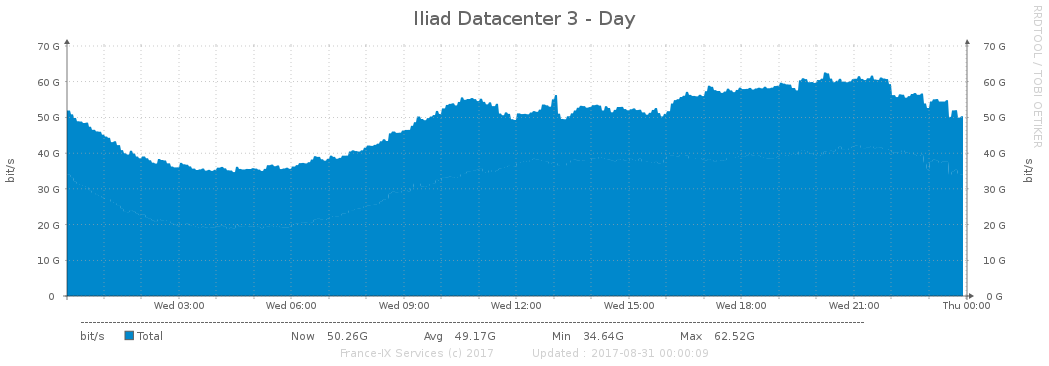 Iliad Datacenter 3 - Day
RRDTOOL / TOBI OETIKER
bit/s
70 G
60 G
50 G
40 G
30 G
20 G
10 G
0
70 G
60 G
50 G
40 G
30 G
20 G
10 G
0 G
bit/s
Wed 03:00 Wed 06:00 Wed 09:00 Wed 12:00 Wed 15:00 Wed 18:00 Wed 21:00 Thu 00:00
bit/s Total Now 50.26G Avg 49.17G Min 34.64G Max 62.52G
France-IX Services (c) 2017 Updated : 2017-08-31 00:00:09